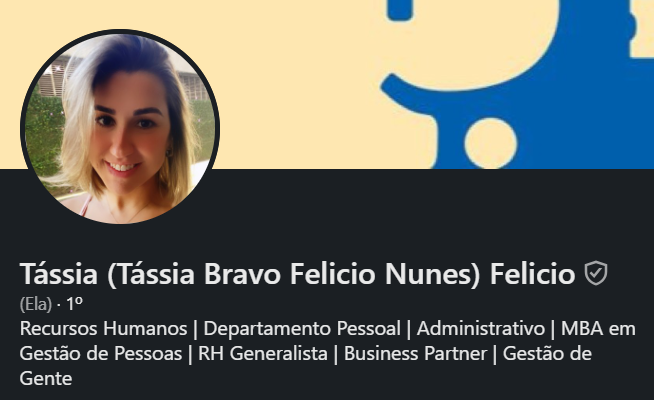 Tássia (Tássia Bravo Felicio Nunes) Felicio
(Ela) · 1º
Recursos Humanos | Departamento Pessoal | Administrativo | MBA em
Gestão de Pessoas | RH Generalista | Business Partner | Gestão de
Gente